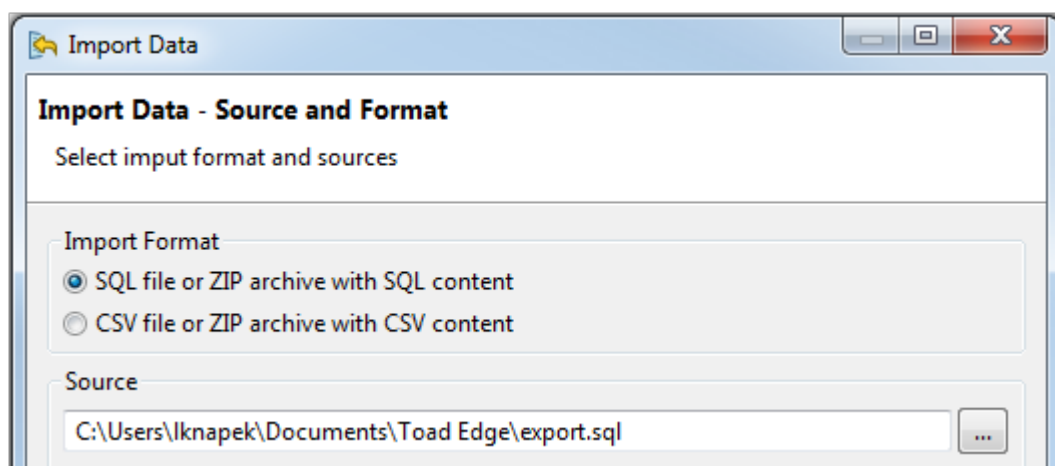 Import Data
Import Data - Source and Format
Select imput format and sources
Import Format
SQL file or ZIP archive with SQL content
CSV file or ZIP archive with CSV content
Source
C:\Users\lknapek\Documents\Toad Edge\export.sql
...